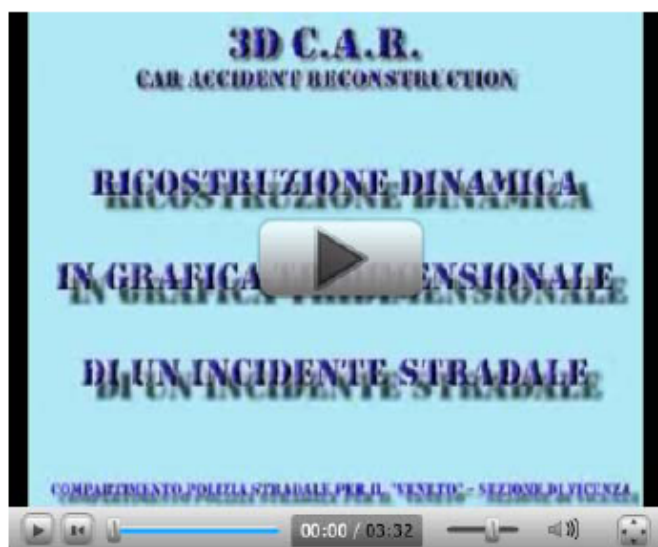 3D C.A.R.
CAR ACCIDENT RECONSTRUCTION
RICOSTRUZIONE DINAMICA
IN GRAFICA TRIDIMENSIONALE
DI UN INCIDENTE STRADALE
COMPARTIMENTO POLIZIA STRADALE PER IL "VENETO" - SEZIONE DI VICENZA
00:00 / 03:32